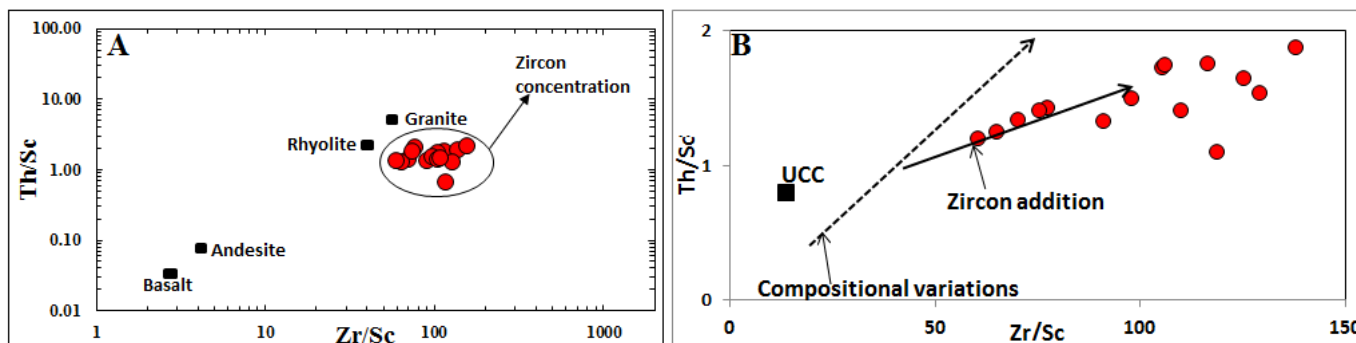 A
Th/Sc
100.00
10.00
1.00
0.10
0.01
Zircon
concentration
Granite
Rhyolite
Andesite
Basalt
1 10 100 1000
Zr/Sc
B
Th/Sc
2
1
0
UCC
Zircon addition
Compositional variations
0 50 100 150
Zr/Sc